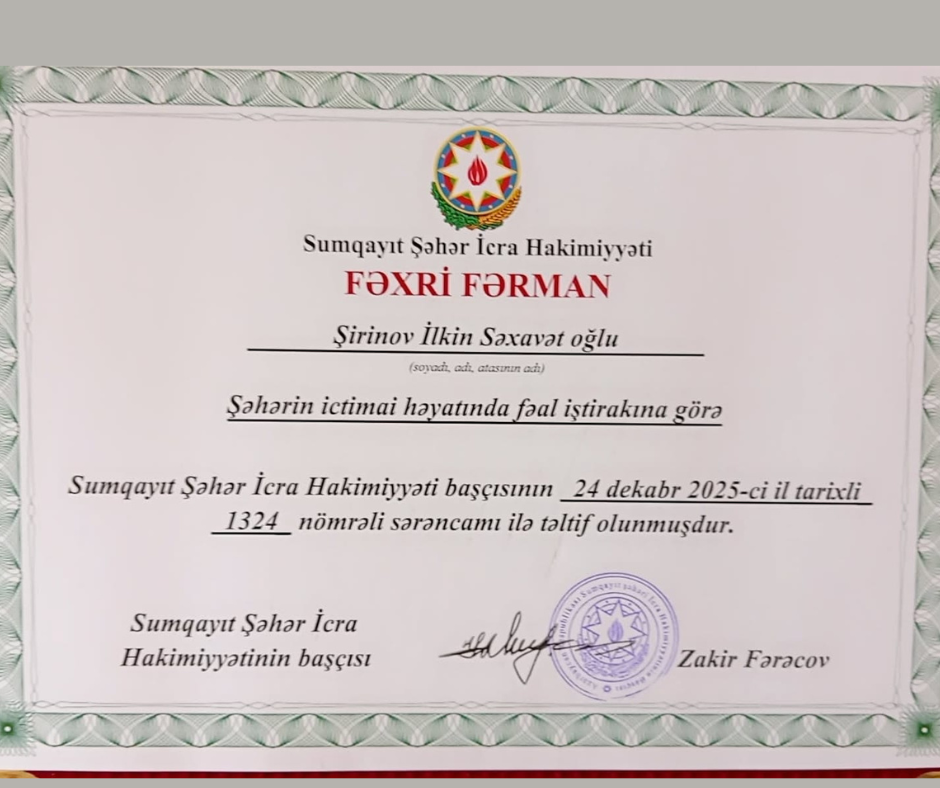 Sumqayıt Şəhər İcra Hakimiyyəti
FƏXRİ FƏRMAN
Şirinov İlkin Səxavət oğlu
(soyadı, adı, atasının adı)
Şəhərin ictimai həyatında fəal iştirakına görə
Sumqayıt Şəhər İcra Hakimiyyəti başçısının 24 dekabr 2025-ci il tarixli
1324 nömrəli sərəncamı ilə təltif olunmuşdur.
Sumqayıt Şəhər İcra
Hakimiyyətinin başçısı
Zakir Fərəcov